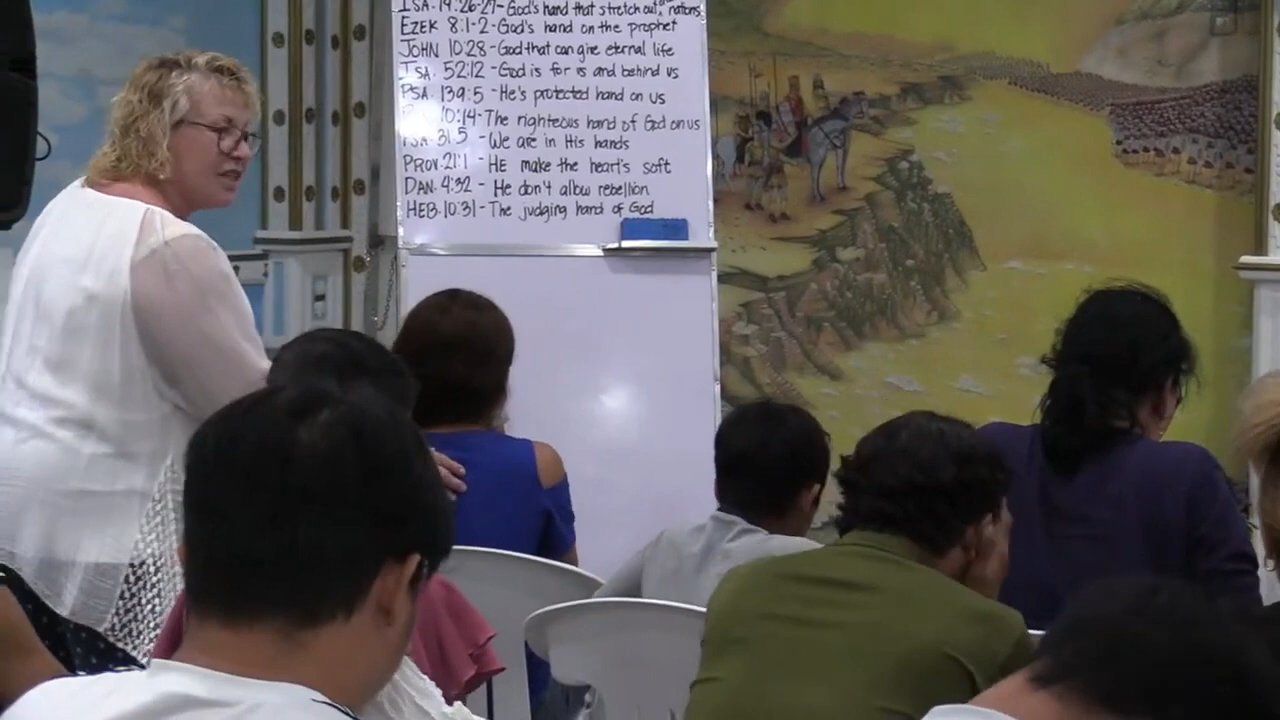 ISA. 14:26-27-God's hand that stretch out nations
EZEK 8:1-2-God's hand on the prophet
JOHN 10:28-God that can give eternal life
ISA. 52:12-God is for us and behind us
PSA. 139:5-He's protected hand on us
10:14-The righteous hand of God on us
PSA. 31:5 - We are in His hands
PROV. 21:1 - HE make the heart's soft
DAN. 4:32 - He don't allow rebellion
HEB. 10:31-The judging hand of God